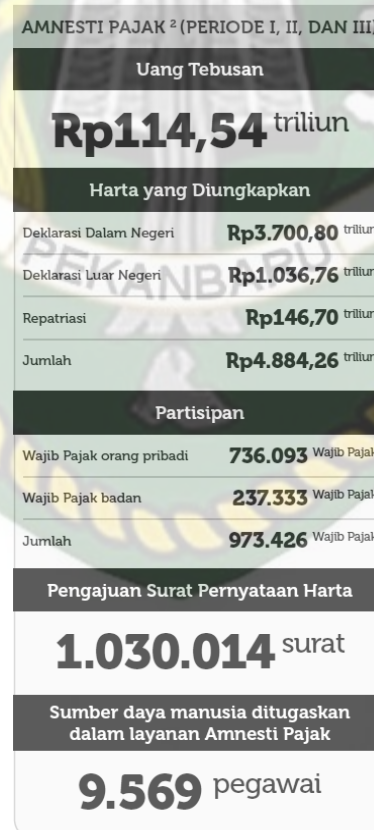 AMNESTI PAJAK ² (PERIODE I, II, DAN III)
Uang Tebusan
Rp114,54 triliun
Harta yang Diungkapkan
Deklarasi Dalam Negeri Rp3.700,80 triliun
Deklarasi Luar Negeri Rp1.036,76 triliun
PEKANBARU
Repatriasi Rp146,70 triliun
Jumlah Rp4.884,26 triliun
Partisipan
Wajib Pajak orang pribadi 736.093 Wajib Pajak
Wajib Pajak badan 237.333 Wajib Pajak
Jumlah 973.426 Wajib Pajak
Pengajuan Surat Pernyataan Harta
1.030.014 surat
Sumber daya manusia ditugaskan
dalam layanan Amnesti Pajak
9.569 pegawai